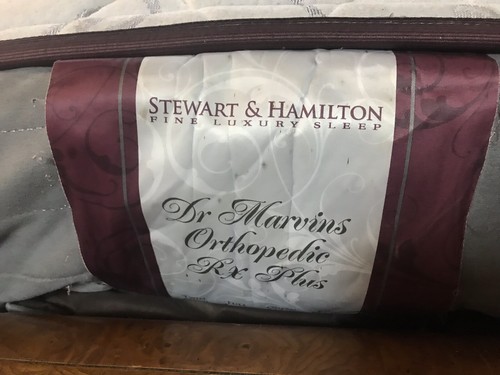 STEWART & HAMILTON
FINE LUXURY SLEEP
Dr Marvins
Orthopedic
RX Plus